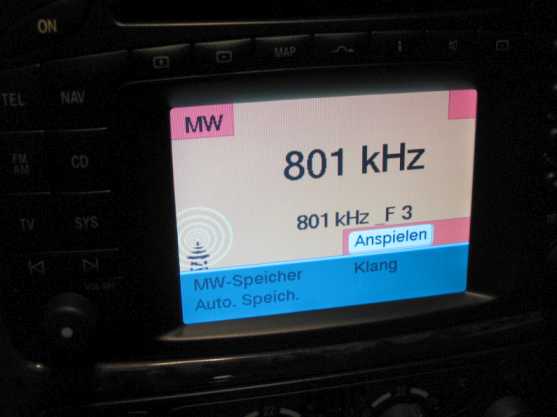 ON
MAP
TEL
NAV
FM
AM
CD
TV
SYS
MW
801 kHz
801 kHz _F 3
Anspielen
MW-Speicher
Klang
Auto. Speich.